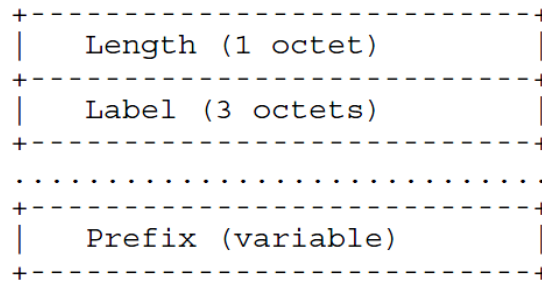 +---------------------------+
|   Length (1 octet)        |
+---------------------------+
|   Label (3 octets)        |
+---------------------------+
.............................
+---------------------------+
|   Prefix (variable)       |
+---------------------------+